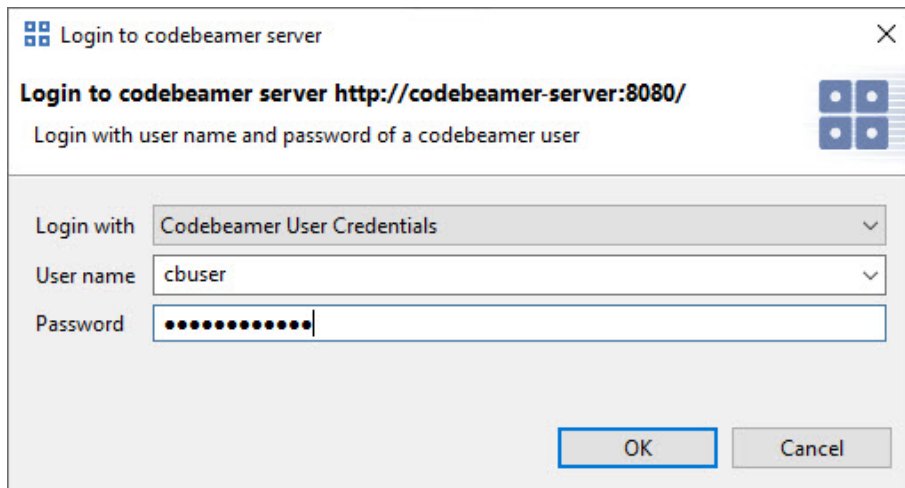 Login to codebeamer server
Login to codebeamer server http://codebeamer-server:8080/
Login with user name and password of a codebeamer user
Login with Codebeamer User Credentials
User name cbuser
Password ●●●●●●●●●●●●
OK Cancel